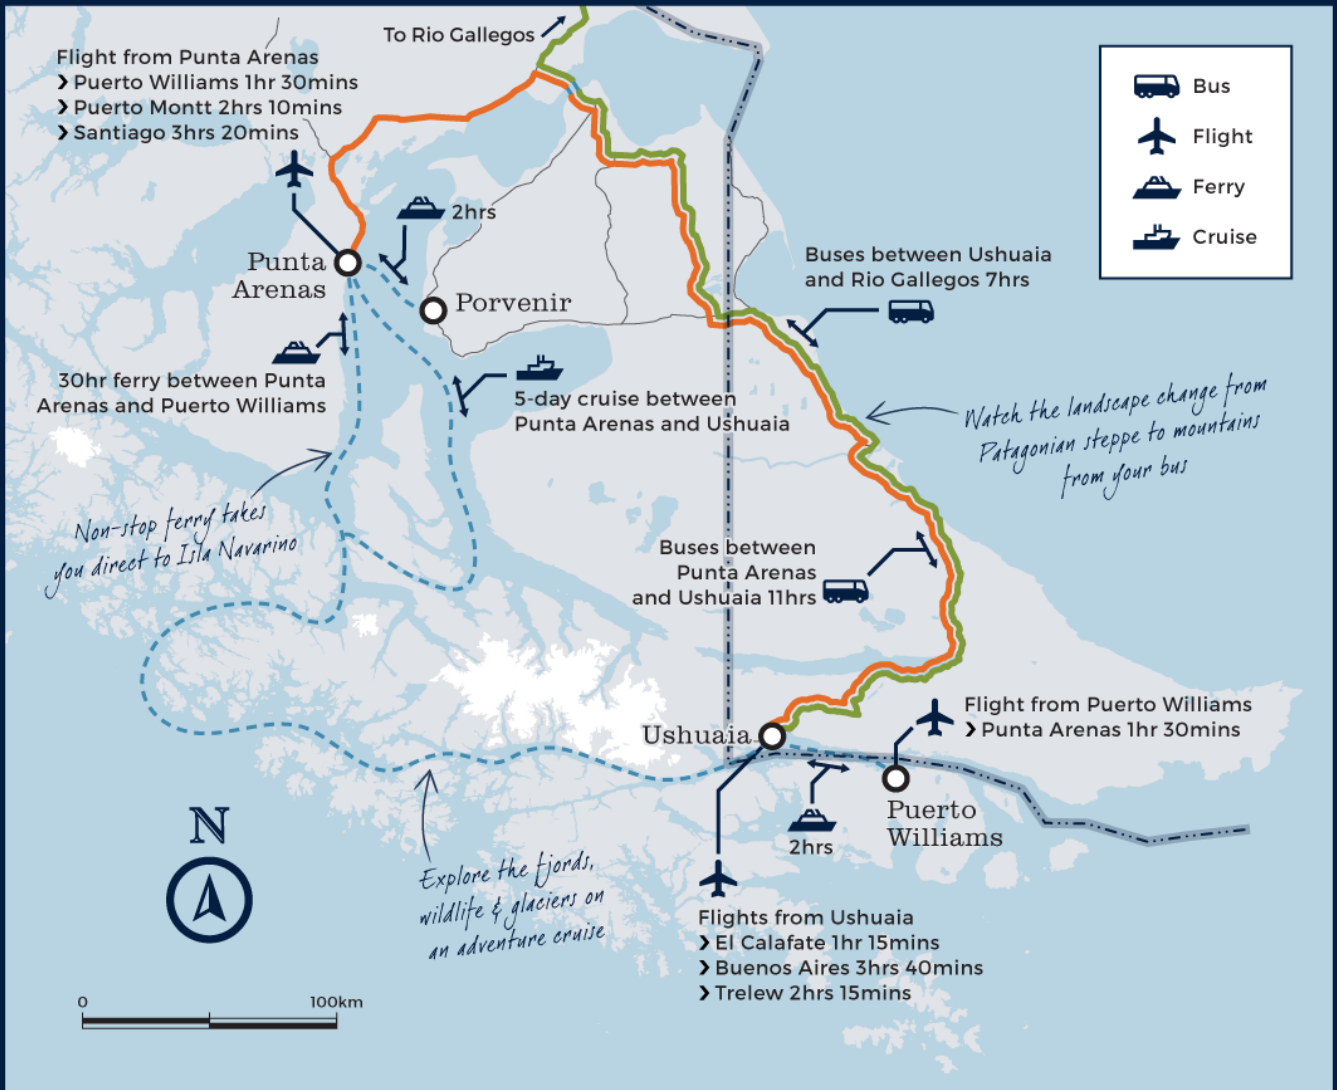 To Rio Gallegos
Flight from Punta Arenas
❯ Puerto Williams 1hr 30mins
❯ Puerto Montt 2hrs 10mins
❯ Santiago 3hrs 20mins
Bus
Flight
Ferry
Cruise
2hrs
Punta
Arenas
Porvenir
Buses between Ushuaia
and Rio Gallegos 7hrs
30hr ferry between Punta
Arenas and Puerto Williams
5-day cruise between
Punta Arenas and Ushuaia
Watch the landscape change from
Patagonian steppe to mountains
from your bus
Non-stop ferry takes
you direct to Isla Navarino
Buses between
Punta Arenas
and Ushuaia 11hrs
Flight from Puerto Williams
❯ Punta Arenas 1hr 30mins
Ushuaia
Puerto
Williams
2hrs
N
Explore the fjords,
wildlife & glaciers on
an adventure cruise
Flights from Ushuaia
❯ El Calafate 1hr 15mins
❯ Buenos Aires 3hrs 40mins
❯ Trelew 2hrs 15mins
0
100km